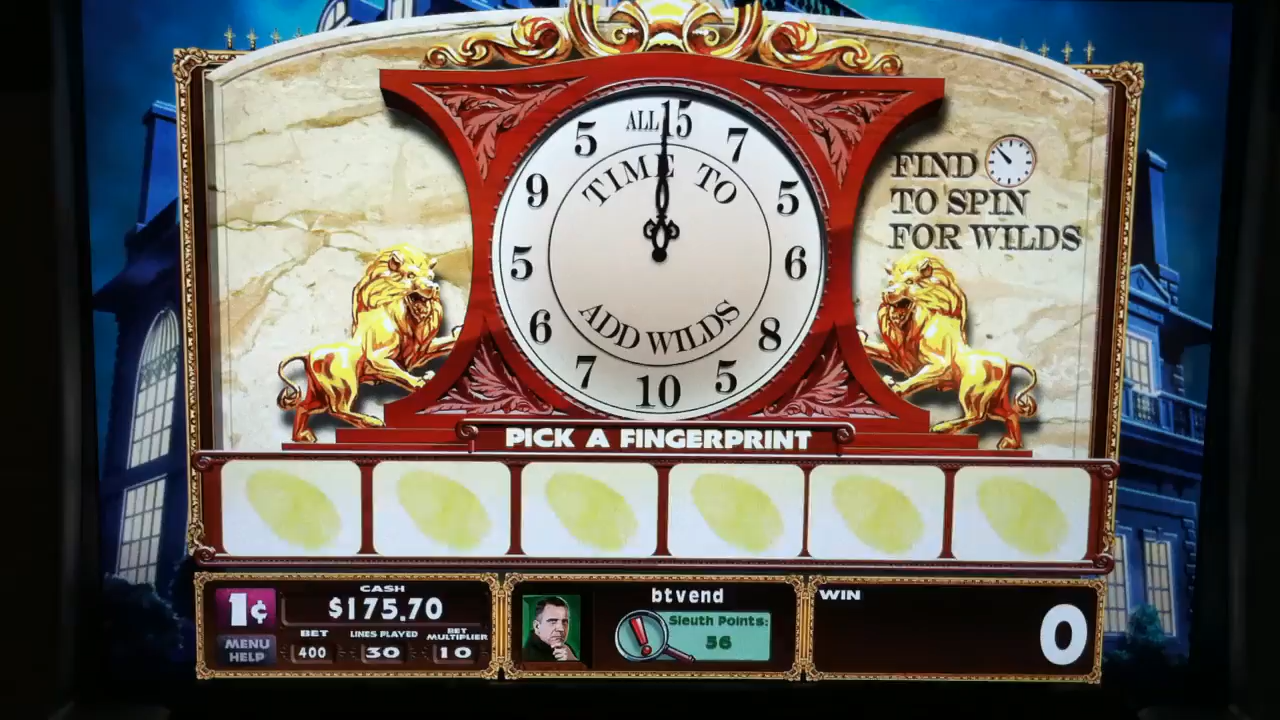 ALL 15
7
5
6
8
5
10
7
6
5
9
5
TIME TO
ADD WILDS
FIND
TO SPIN
FOR WILDS
PICK A FINGERPRINT
1¢
MENU
HELP
CASH
$175.70
BET
400
LINES PLAYED
30
BET
MULTIPLIER
10
btvend
Sleuth Points:
56
WIN
0